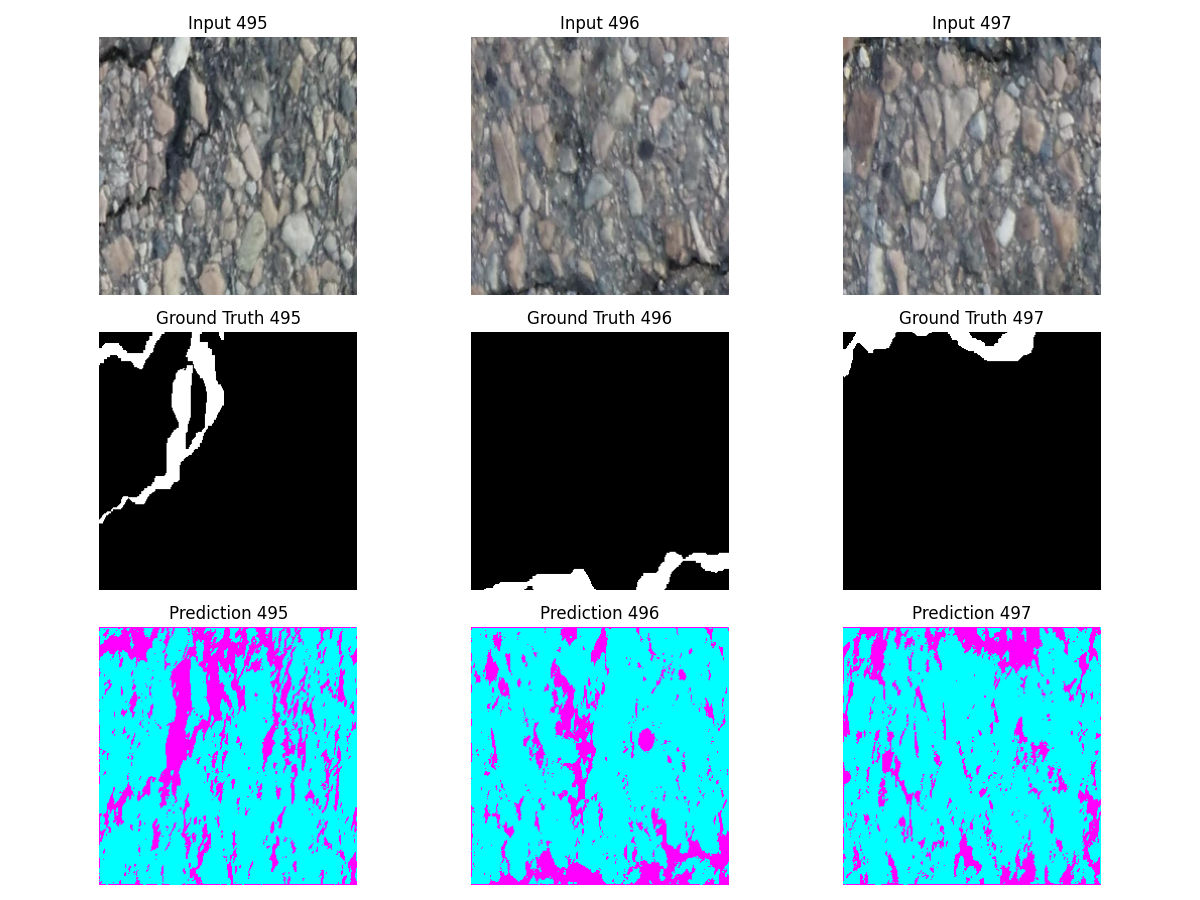 Input 495
Input 496
Input 497
Ground Truth 495
Ground Truth 496
Ground Truth 497
Prediction 495
Prediction 496
Prediction 497